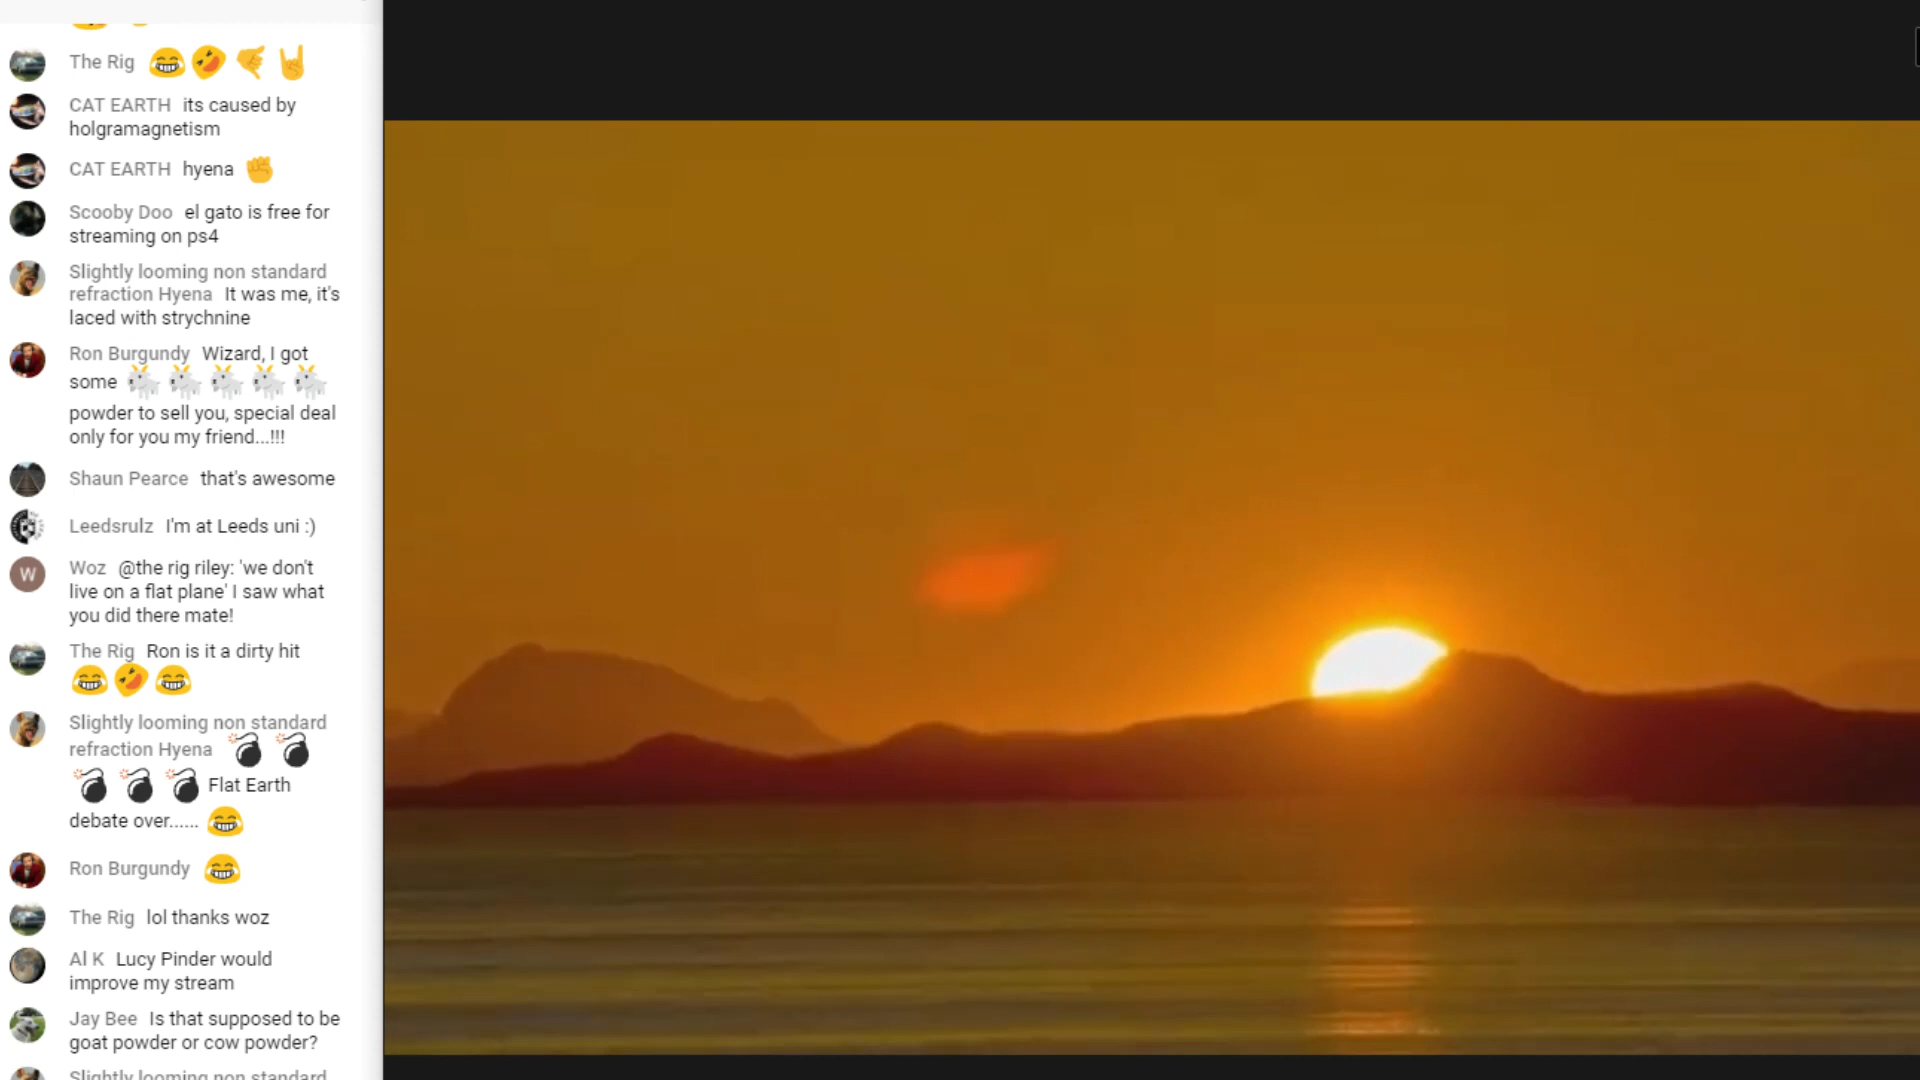 The Rig 😂🤣🤙🤘
CAT EARTH its caused by
holgramagnetism
CAT EARTH hyena ✊
Scooby Doo el gato is free for
streaming on ps4
Slightly looming non standard
refraction Hyena It was me, it's
laced with strychnine
Ron Burgundy Wizard, I got
some 🐐🐐🐐🐐🐐
powder to sell you, special deal
only for you my friend...!!!
Shaun Pearce that's awesome
Leedsrulz I'm at Leeds uni :)
W
Woz @the rig riley: 'we don't
live on a flat plane' I saw what
you did there mate!
The Rig Ron is it a dirty hit
😂🤣😂
Slightly looming non standard
refraction Hyena 💣💣
💣💣💣 Flat Earth
debate over...... 😂
Ron Burgundy 😂
The Rig lol thanks woz
Al K Lucy Pinder would
improve my stream
Jay Bee Is that supposed to be
goat powder or cow powder?
Slightly looming non standard